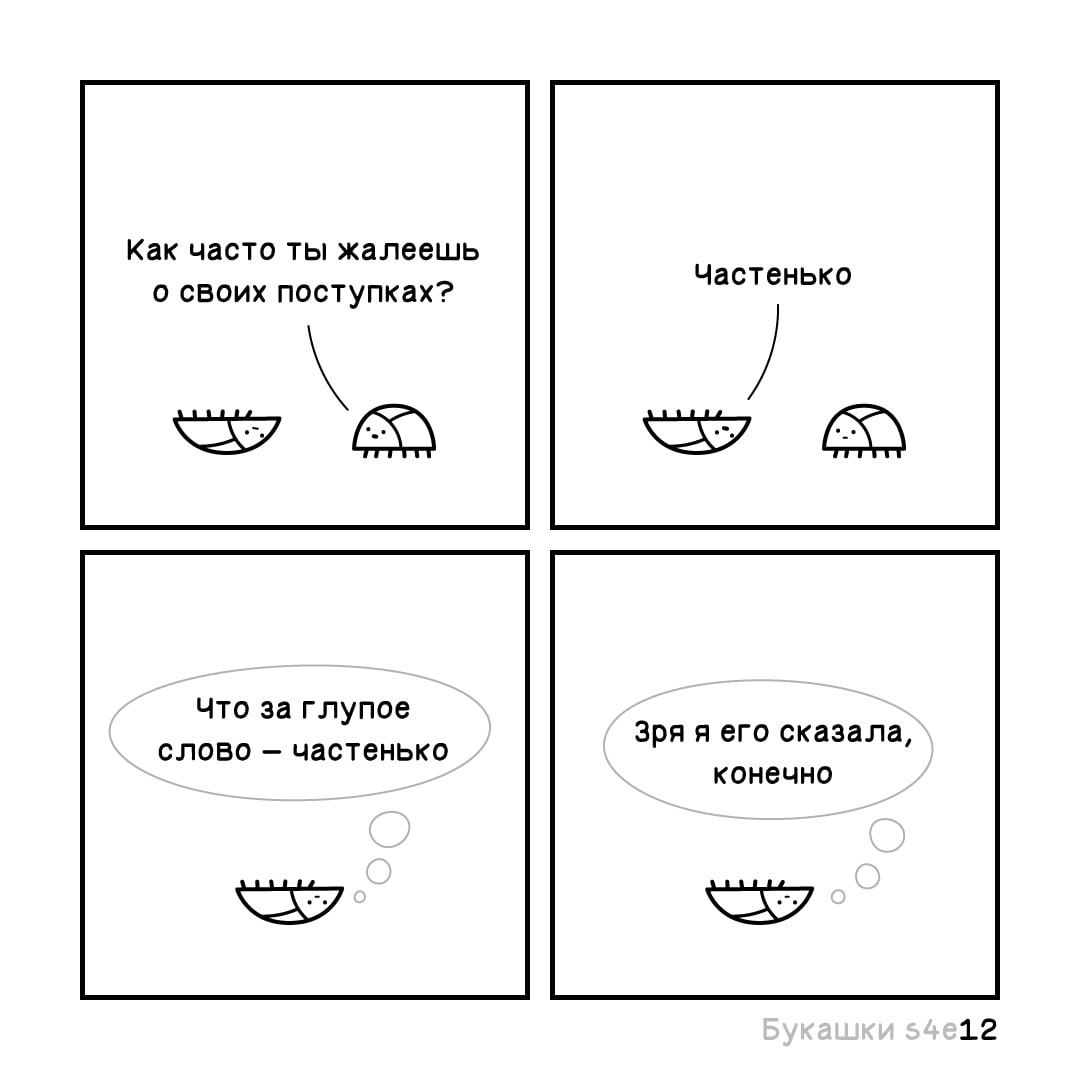 Как часто ты жалеешь
о своих поступках?
Частенько
Что за глупое
слово – частенько
Зря я его сказала,
конечно
Букашки s4e12